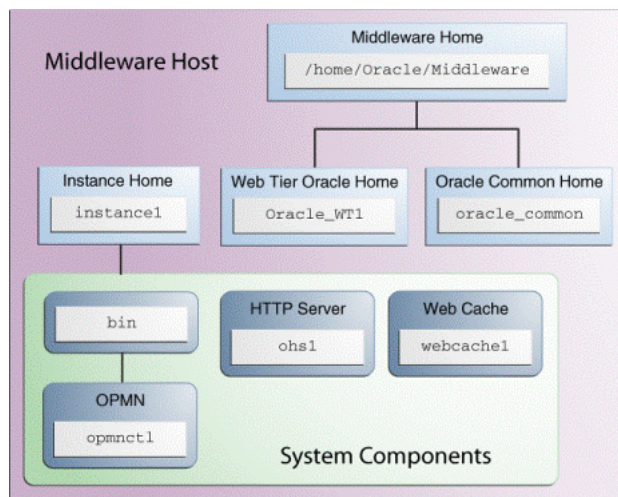 Middleware Host
Middleware Home
/home/Oracle/Middleware
Instance Home
instance1
Web Tier Oracle Home
Oracle_WT1
Oracle Common Home
oracle_common
bin
HTTP Server
ohs1
Web Cache
webcache1
OPMN
opmnctl
System Components